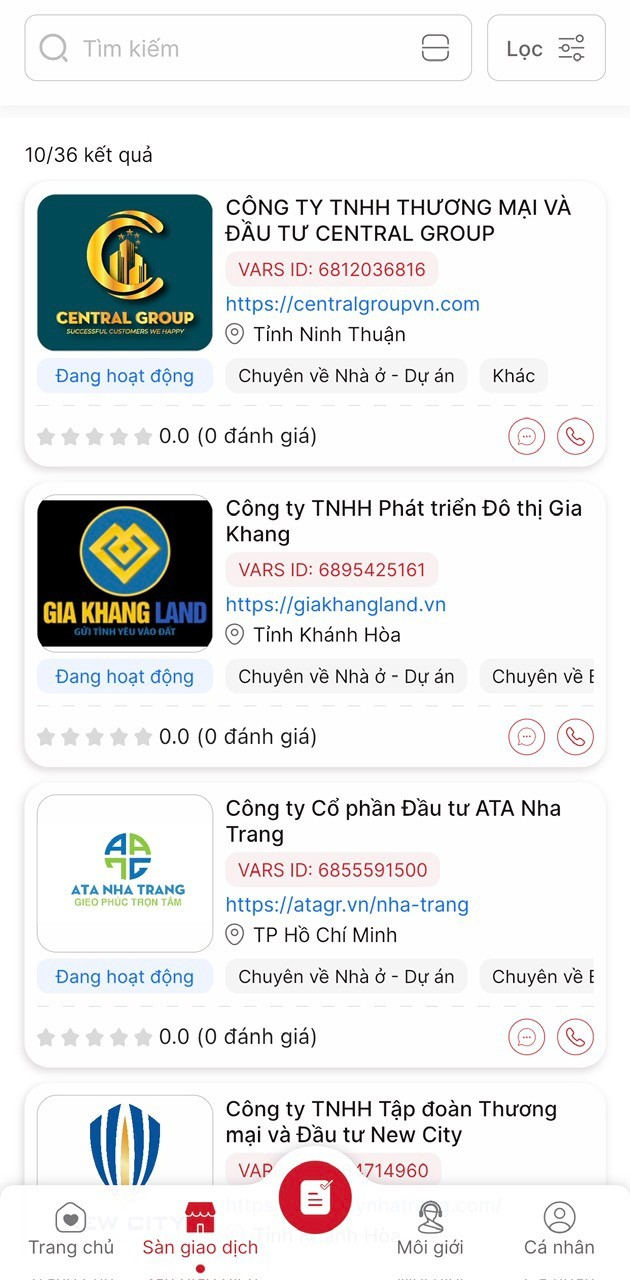 Tìm kiếm
Lọc
10/36 kết quả
CENTRAL GROUP
SUCCESSFUL CUSTOMERS WE HAPPY
CÔNG TY TNHH THƯƠNG MẠI VÀ
ĐẦU TƯ CENTRAL GROUP
VARS ID: 6812036816
https://centralgroupvn.com
Tỉnh Ninh Thuận
Đang hoạt động
Chuyên về Nhà ở - Dự án
Khác
0.0 (0 đánh giá)
GIA KHANG LAND
GỬI TÌNH YÊU VÀO ĐẤT
Công ty TNHH Phát triển Đô thị Gia
Khang
VARS ID: 6895425161
https://giakhangland.vn
Tỉnh Khánh Hòa
Đang hoạt động
Chuyên về Nhà ở - Dự án
Chuyên về
0.0 (0 đánh giá)
ATA NHA TRANG
GIEO PHÚC TRỌN TÂM
Công ty Cổ phần Đầu tư ATA Nha
Trang
VARS ID: 6855591500
https://atagr.vn/nha-trang
TP Hồ Chí Minh
Đang hoạt động
Chuyên về Nhà ở - Dự án
Chuyên về
0.0 (0 đánh giá)
Công ty TNHH Tập đoàn Thương
mại và Đầu tư New City
4714960
Trang chủ
Sàn giao dịch
Môi giới
Cá nhân